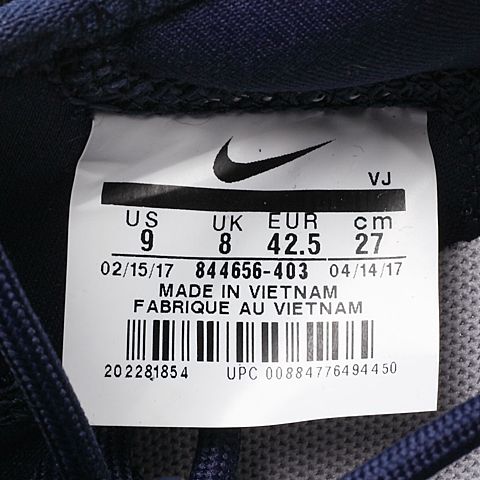 VJ
US UK EUR cm
9 8 42.5 27
02/15/17 844656-403 04/14/17
MADE IN VIETNAM
FABRIQUE AU VIETNAM
202281854 UPC 00884776494450